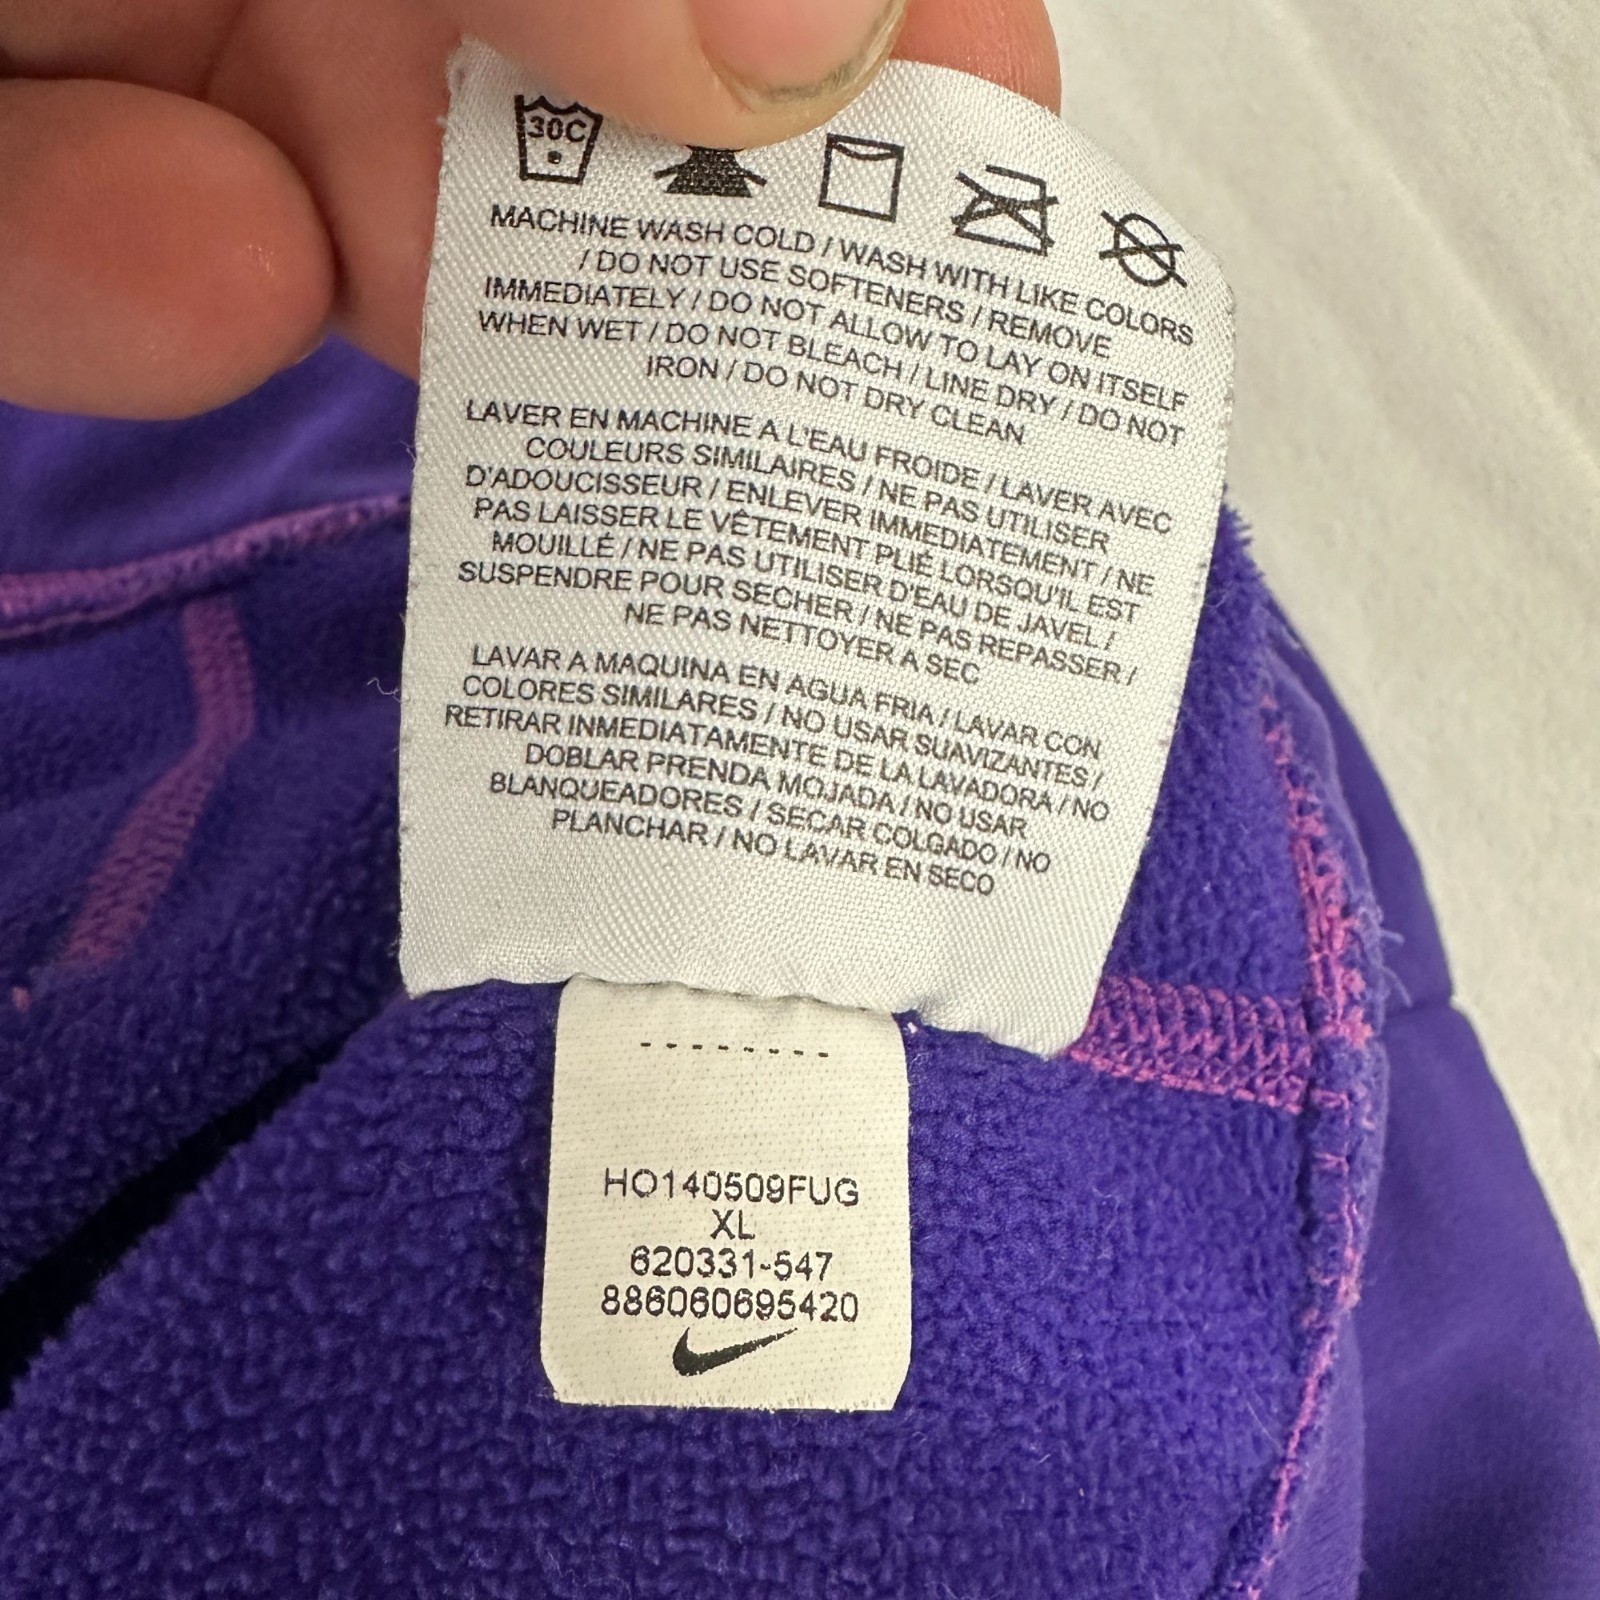 30C
MACHINE WASH COLD / WASH WITH LIKE COLORS
/ DO NOT USE SOFTENERS / REMOVE
IMMEDIATELY / DO NOT ALLOW TO LAY ON ITSELF
WHEN WET / DO NOT BLEACH / LINE DRY / DO NOT
IRON / DO NOT DRY CLEAN
LAVER EN MACHINE A L'EAU FROIDE / LAVER AVEC
COULEURS SIMILAIRES / NE PAS UTILISER
D'ADOUCISSEUR / ENLEVER IMMEDIATEMENT / NE
PAS LAISSER LE VÊTEMENT PLIÉ LORSQU'IL EST
MOUILLÉ / NE PAS UTILISER D'EAU DE JAVEL /
SUSPENDRE POUR SECHER / NE PAS REPASSER /
NE PAS NETTOYER A SEC
LAVAR A MAQUINA EN AGUA FRIA / LAVAR CON
COLORES SIMILARES / NO USAR SUAVIZANTES /
RETIRAR INMEDIATAMENTE DE LA LAVADORA / NO
DOBLAR PRENDA MOJADA / NO USAR
BLANQUEADORES / SECAR COLGADO / NO
PLANCHAR / NO LAVAR EN SECO
HO140509FUG
XL
620331-547
886060695420